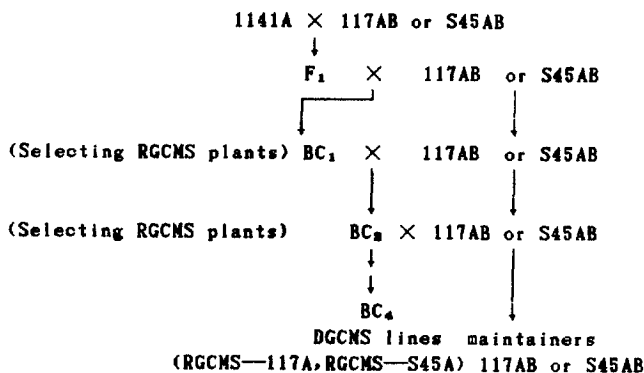 1141A × 117AB or S45AB
F₁ × 117AB or S45AB
(Selecting RGCMS plants) BC₁ × 117AB or S45AB
(Selecting RGCMS plants) BC₂ × 117AB or S45AB
BC₄
DGCMS lines maintainers
(RGCMS—117A,RGCMS—S45A) 117AB or S45AB